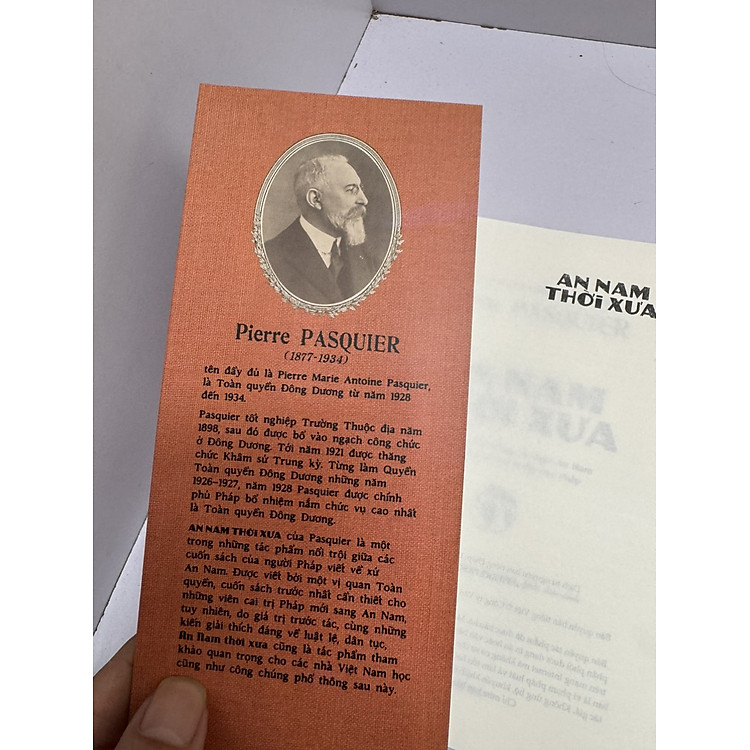 Pierre PASQUIER
(1877-1934)
tên đầy đủ là Pierre Marie Antoine Pasquier,
là Toàn quyền Đông Dương từ năm 1928
đến 1934.
Pasquier tốt nghiệp Trường Thuộc địa năm
1898, sau đó được bổ vào ngạch công chức
ở Đông Dương. Tới năm 1921 được thăng
chức Khâm sứ Trung kỳ. Từng làm Quyền
Toàn quyền Đông Dương những năm
1926-1927, năm 1928 Pasquier được chính
phủ Pháp bổ nhiệm nắm chức vụ cao nhất
là Toàn quyền Đông Dương.
AN NAM THỜI XƯA của Pasquier là một
trong những tác phẩm nổi trội giữa các
cuốn sách của người Pháp viết về xứ
An Nam. Được viết bởi một vị quan Toàn
quyền, cuốn sách trước nhất cần thiết cho
những viên cai trị Pháp mới sang An Nam,
tuy nhiên, do giá trị trước tác, cùng những
kiến giải thích đáng về luật lệ, dân tục,
An Nam thời xưa cũng là tác phẩm tham
khảo quan trọng cho các nhà Việt Nam học
cũng như công chúng phổ thông sau này.
AN NAM
THỜI XƯA